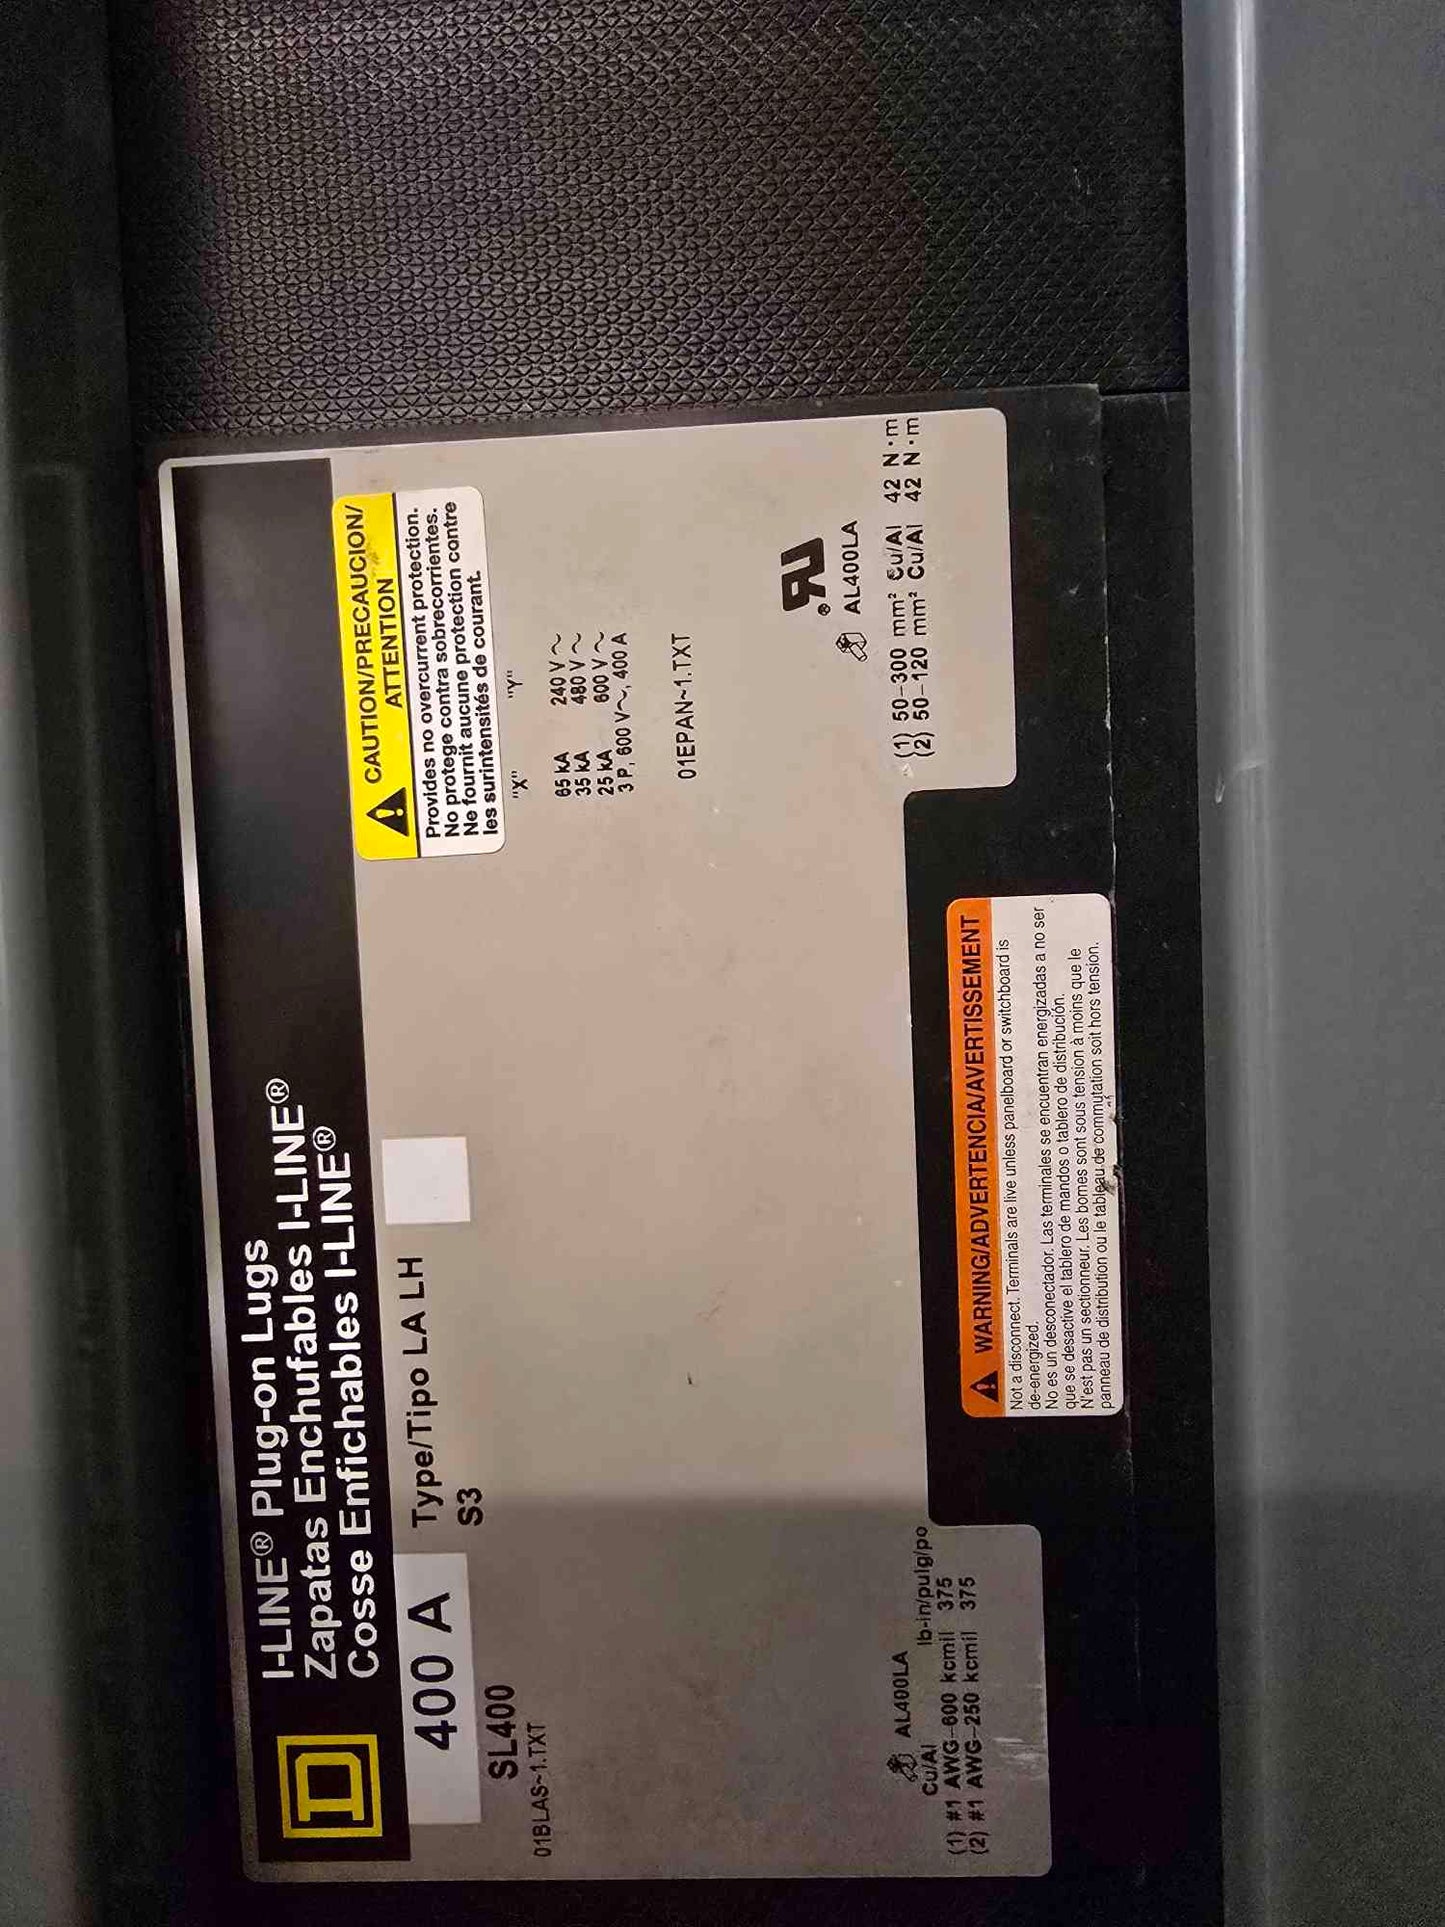 I-LINE® Plug-on Lugs
Zapatas Enchufables I-LINE®
Cosse Enfichables I-LINE®
D
400 A
Type/Tipo LA LH
S3
SL400
01BLAS~1.TXT
CAUTION/PRECAUCION/
ATTENTION
Provides no overcurrent protection.
No protege contra sobrecorrientes.
Ne fournit aucune protection contre
les surintensités de courant.
"X" "Y"
65 kA 240 V ~
35 kA 480 V ~
25 kA 600 V ~
3 P, 600 V~, 400 A
01EPAN~1.TXT
AL400LA
Cu/Al lb-in/pulg/po
(1) #1 AWG-600 kcmil 375
(2) #1 AWG-250 kcmil 375
RU®
AL400LA
(1) 50-300 mm² Cu/Al 42 N·m
(2) 50-120 mm² Cu/Al 42 N·m
WARNING/ADVERTENCIA/AVERTISSEMENT
Not a disconnect. Terminals are live unless panelboard or switchboard is
de-energized.
No es un desconectador. Las terminales se encuentran energizadas a no ser
que se desactive el tablero de mandos o tablero de distribución.
N'est pas un sectionneur. Les bornes sont sous tension à moins que le
panneau de distribution ou le tableau de commutation soit hors tension.